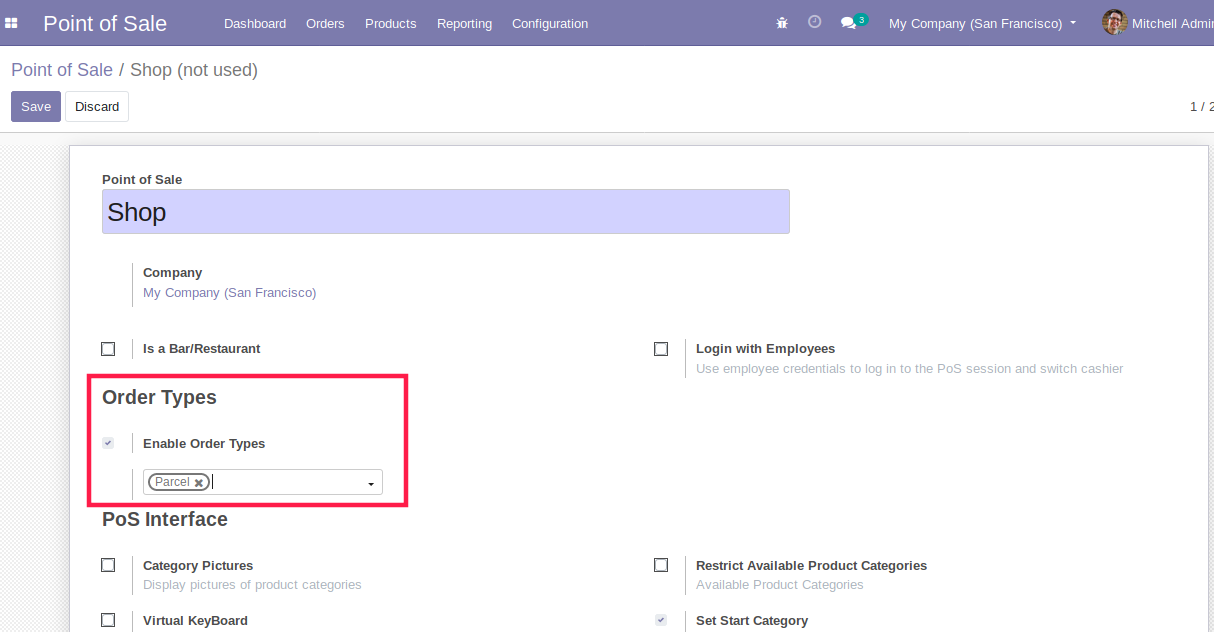 Point of Sale Dashboard Orders Products Reporting Configuration 3 My Company (San Francisco) Mitchell Admin
Point of Sale / Shop (not used)
Save Discard 1 / 2
Point of Sale
Shop
Company
My Company (San Francisco)
Is a Bar/Restaurant
Login with Employees
Use employee credentials to log in to the PoS session and switch cashier
Order Types
Enable Order Types
Parcel
PoS Interface
Category Pictures
Display pictures of product categories
Restrict Available Product Categories
Available Product Categories
Virtual KeyBoard
Set Start Category